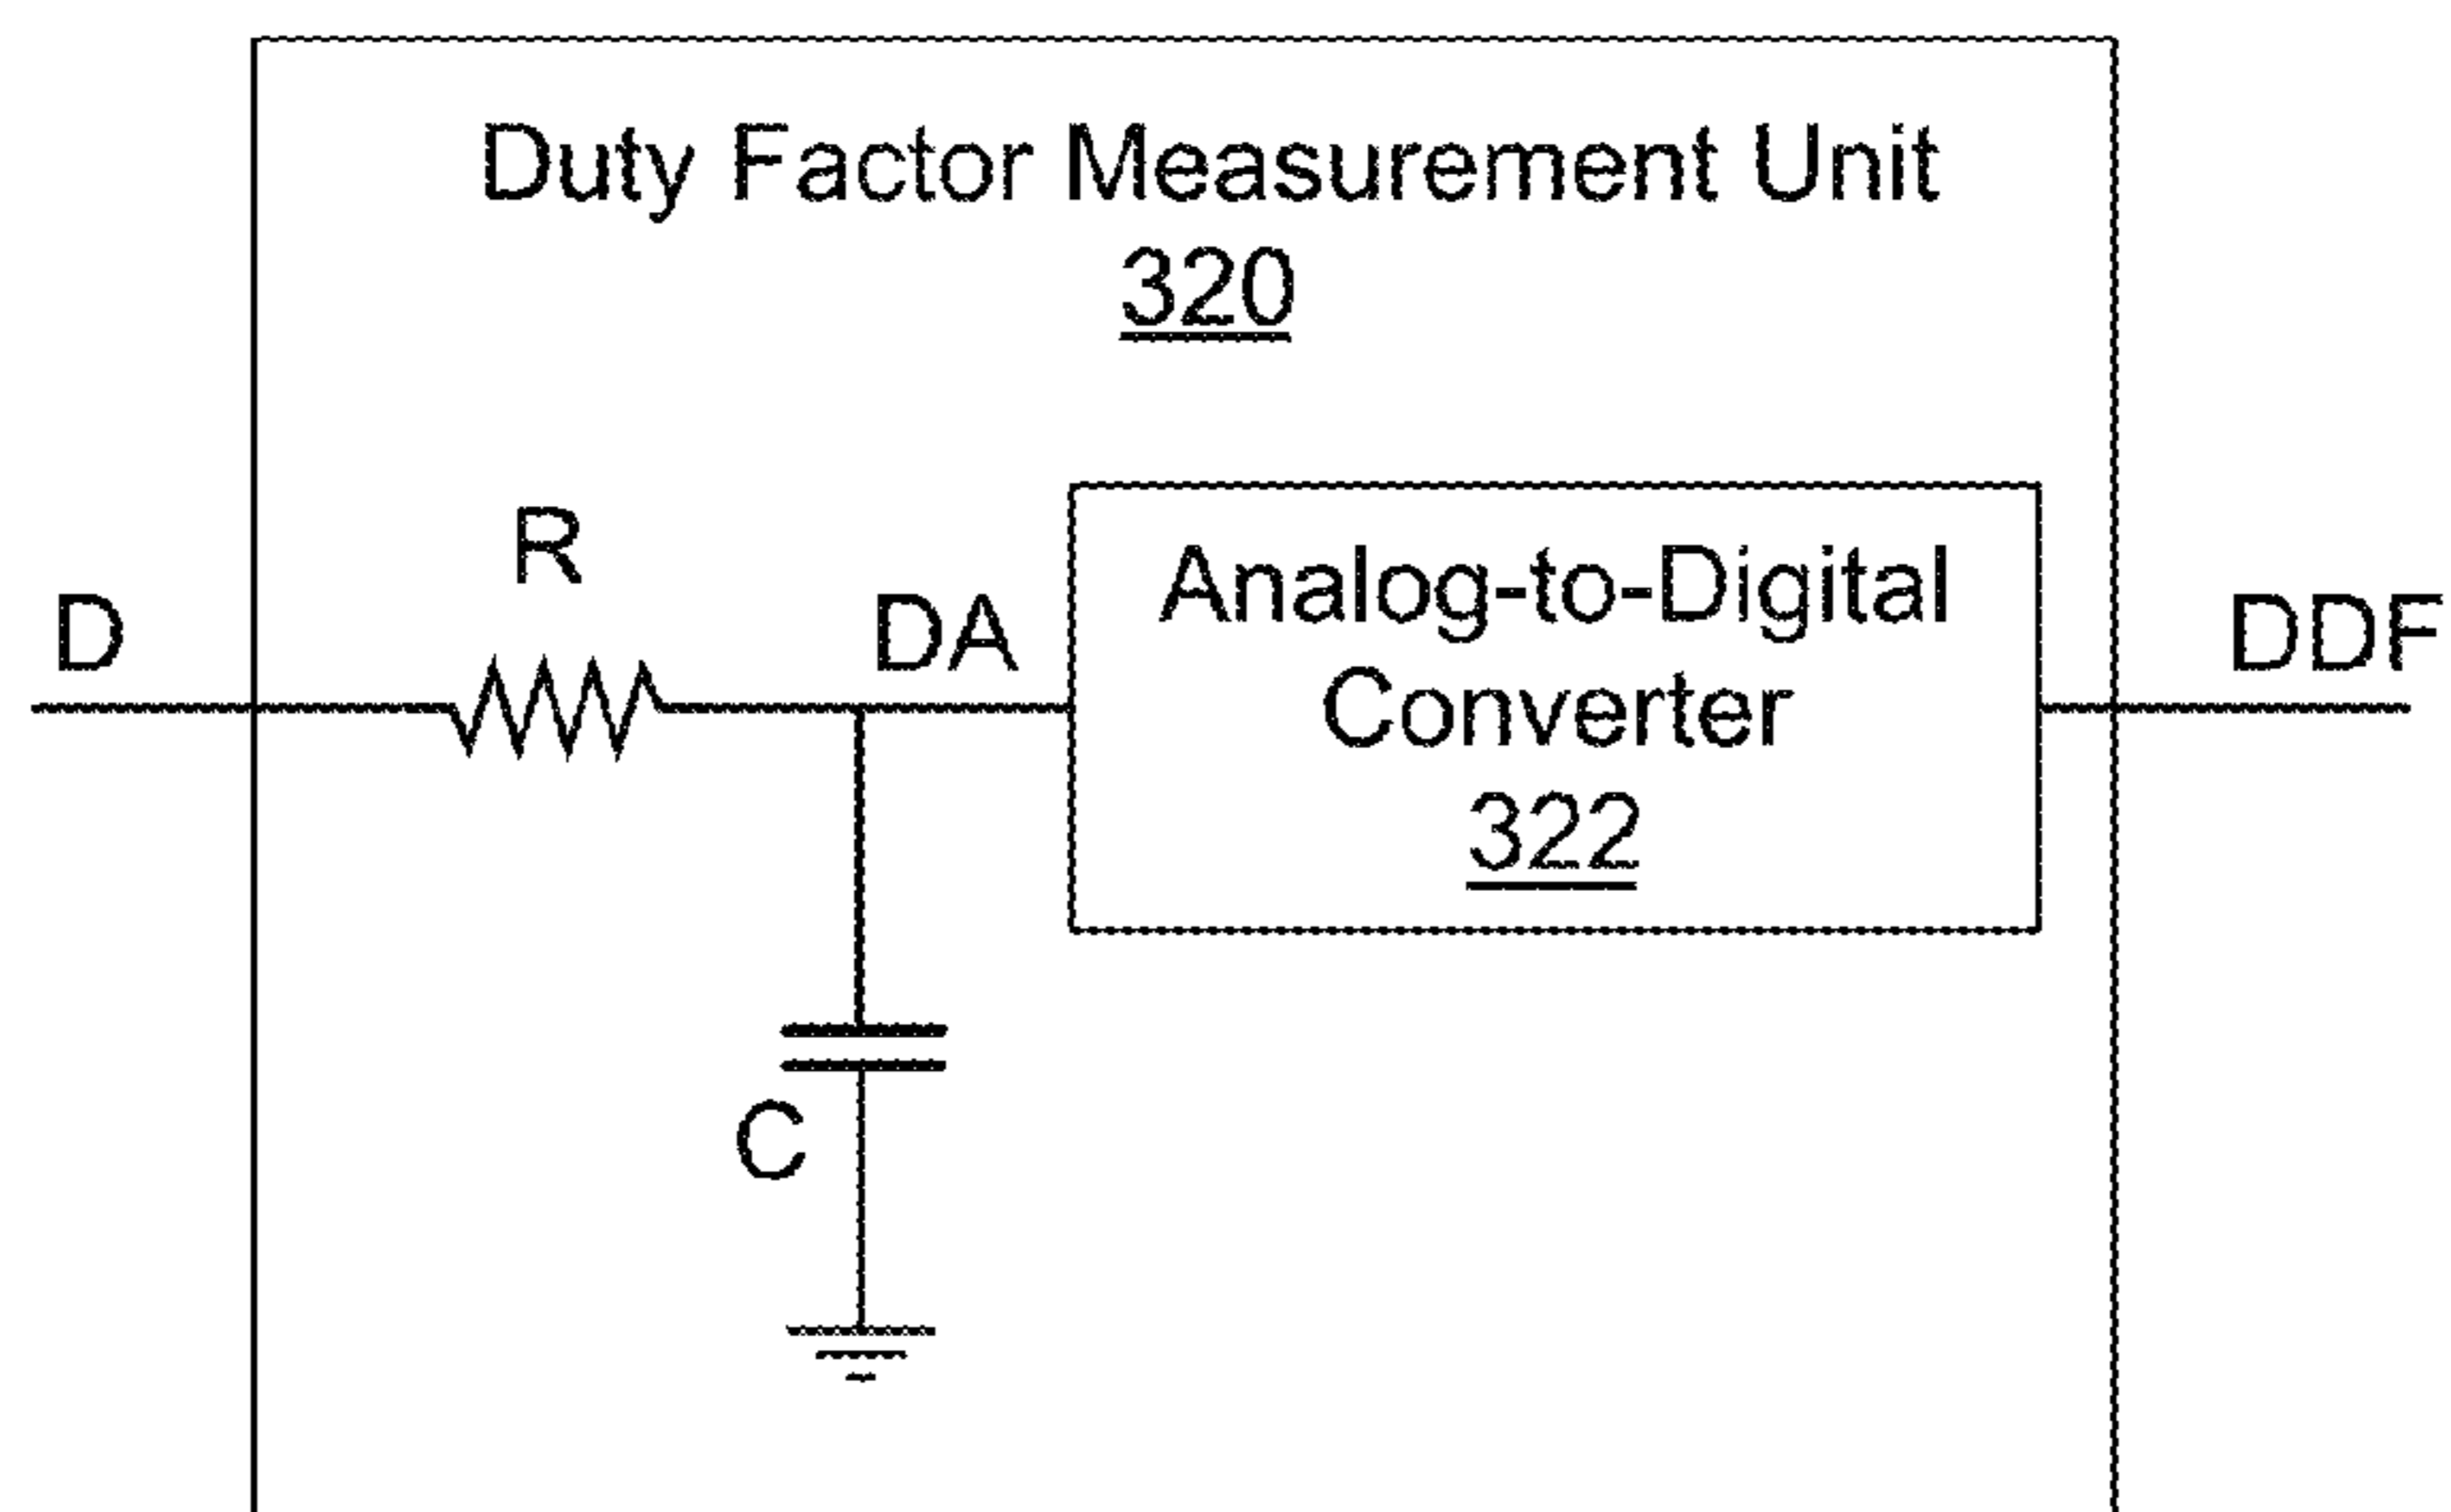 Duty Factor Measurement Unit
320
R
D
DA
Analog-to-Digital
Converter
322
DDF
C